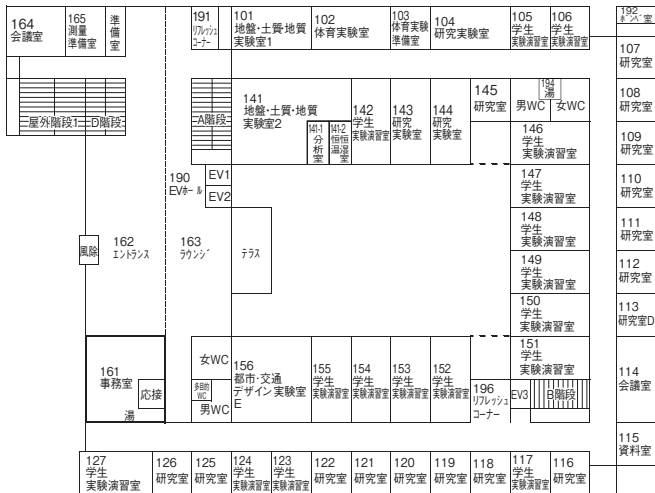 164
会議室
165
測量
準備室
準
備
室
191
ﾘﾌﾚｯｼｭ
ｺｰﾅｰ
101
地盤・土質・地質
実験室1
102
体育実験
103
体育実験
準備室
104
研究実験室
105
学生
実験演習室
106
学生
実験演習室
192
ﾎﾞﾝﾍﾞ室
107
研究室
108
研究室
109
研究室
110
研究室
111
研究室
112
研究室
113
研究室D
114
会議室
115
資料室
屋外階段1
D階段
A階段
141
地盤・土質・地質
実験室2
141-1
分
析
室
141-2
恒恒
温湿
室
142
学生
実験演習室
143
研究
実験室
144
研究
実験室
145
研究室
194
湯
男WC
女WC
146
学生
実験演習室
147
学生
実験演習室
148
学生
実験演習室
149
学生
実験演習室
150
学生
実験演習室
151
学生
実験演習室
190
EVﾎｰﾙ
EV1
EV2
風除
162
ｴﾝﾄﾗﾝｽ
163
ﾗｳﾝｼﾞ
ﾃﾗｽ
161
事務室
応接
湯
女WC
多目的
WC
男WC
156
都市・交通
デザイン実験室
E
155
学生
実験演習室
154
学生
実験演習室
153
学生
実験演習室
152
学生
実験演習室
196
ﾘﾌﾚｯｼｭ
ｺｰﾅｰ
EV3
B階段
127
学生
実験演習室
126
研究室
125
研究室
124
学生
実験演習室
123
学生
実験演習室
122
研究室
121
研究室
120
研究室
119
研究室
118
研究室
117
学生
実験演習室
116
研究室